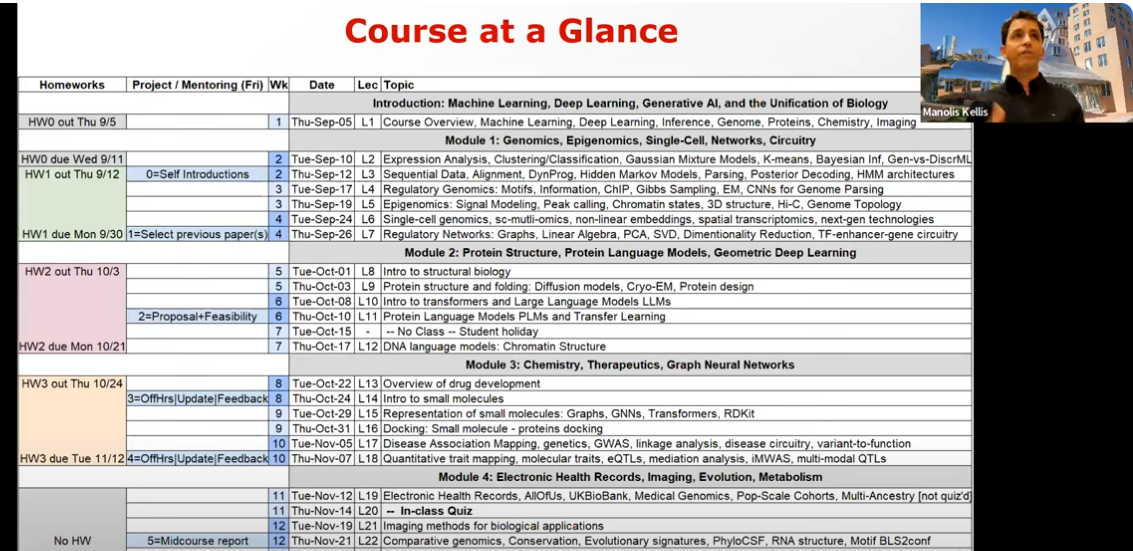 Course at a Glance
Manolis Kellis
Homeworks Project / Mentoring (Fri) Wk Date Lec Topic
Introduction: Machine Learning, Deep Learning, Generative AI, and the Unification of Biology
HW0 out Thu 9/5 1 Thu-Sep-05 L1 Course Overview, Machine Learning, Deep Learning, Inference, Genome, Proteins, Chemistry, Imaging
Module 1: Genomics, Epigenomics, Single-Cell, Networks, Circuitry
HW0 due Wed 9/11 2 Tue-Sep-10 L2 Expression Analysis, Clustering/Classification, Gaussian Mixture Models, K-means, Bayesian Inf, Gen-vs-DiscrML
HW1 out Thu 9/12 0=Self Introductions 2 Thu-Sep-12 L3 Sequential Data, Alignment, DynProg, Hidden Markov Models, Parsing, Posterior Decoding, HMM architectures
3 Tue-Sep-17 L4 Regulatory Genomics: Motifs, Information, ChIP, Gibbs Sampling, EM, CNNs for Genome Parsing
3 Thu-Sep-19 L5 Epigenomics: Signal Modeling, Peak calling, Chromatin states, 3D structure, Hi-C, Genome Topology
4 Tue-Sep-24 L6 Single-cell genomics, sc-mutli-omics, non-linear embeddings, spatial transcriptomics, next-gen technologies
HW1 due Mon 9/30 1=Select previous paper(s) 4 Thu-Sep-26 L7 Regulatory Networks: Graphs, Linear Algebra, PCA, SVD, Dimentionality Reduction, TF-enhancer-gene circuitry
Module 2: Protein Structure, Protein Language Models, Geometric Deep Learning
HW2 out Thu 10/3 5 Tue-Oct-01 L8 Intro to structural biology
5 Thu-Oct-03 L9 Protein structure and folding: Diffusion models, Cryo-EM, Protein design
6 Tue-Oct-08 L10 Intro to transformers and Large Language Models LLMs
2=Proposal+Feasibility 6 Thu-Oct-10 L11 Protein Language Models PLMs and Transfer Learning
7 Tue-Oct-15 - -- No Class -- Student holiday
HW2 due Mon 10/21 7 Thu-Oct-17 L12 DNA language models: Chromatin Structure
Module 3: Chemistry, Therapeutics, Graph Neural Networks
HW3 out Thu 10/24 8 Tue-Oct-22 L13 Overview of drug development
3=OffHrs|Update|Feedback 8 Thu-Oct-24 L14 Intro to small molecules
9 Tue-Oct-29 L15 Representation of small molecules: Graphs, GNNs, Transformers, RDKit
9 Thu-Oct-31 L16 Docking: Small molecule - proteins docking
10 Tue-Nov-05 L17 Disease Association Mapping, genetics, GWAS, linkage analysis, disease circuitry, variant-to-function
HW3 due Tue 11/12 4=OffHrs|Update|Feedback 10 Thu-Nov-07 L18 Quantitative trait mapping, molecular traits, eQTLs, mediation analysis, iMWAS, multi-modal QTLs
Module 4: Electronic Health Records, Imaging, Evolution, Metabolism
11 Tue-Nov-12 L19 Electronic Health Records, AllOfUs, UKBioBank, Medical Genomics, Pop-Scale Cohorts, Multi-Ancestry [not quiz'd]
11 Thu-Nov-14 L20 -- In-class Quiz
12 Tue-Nov-19 L21 Imaging methods for biological applications
No HW 5=Midcourse report 12 Thu-Nov-21 L22 Comparative genomics, Conservation, Evolutionary signatures, PhyloCSF, RNA structure, Motif BLS2conf